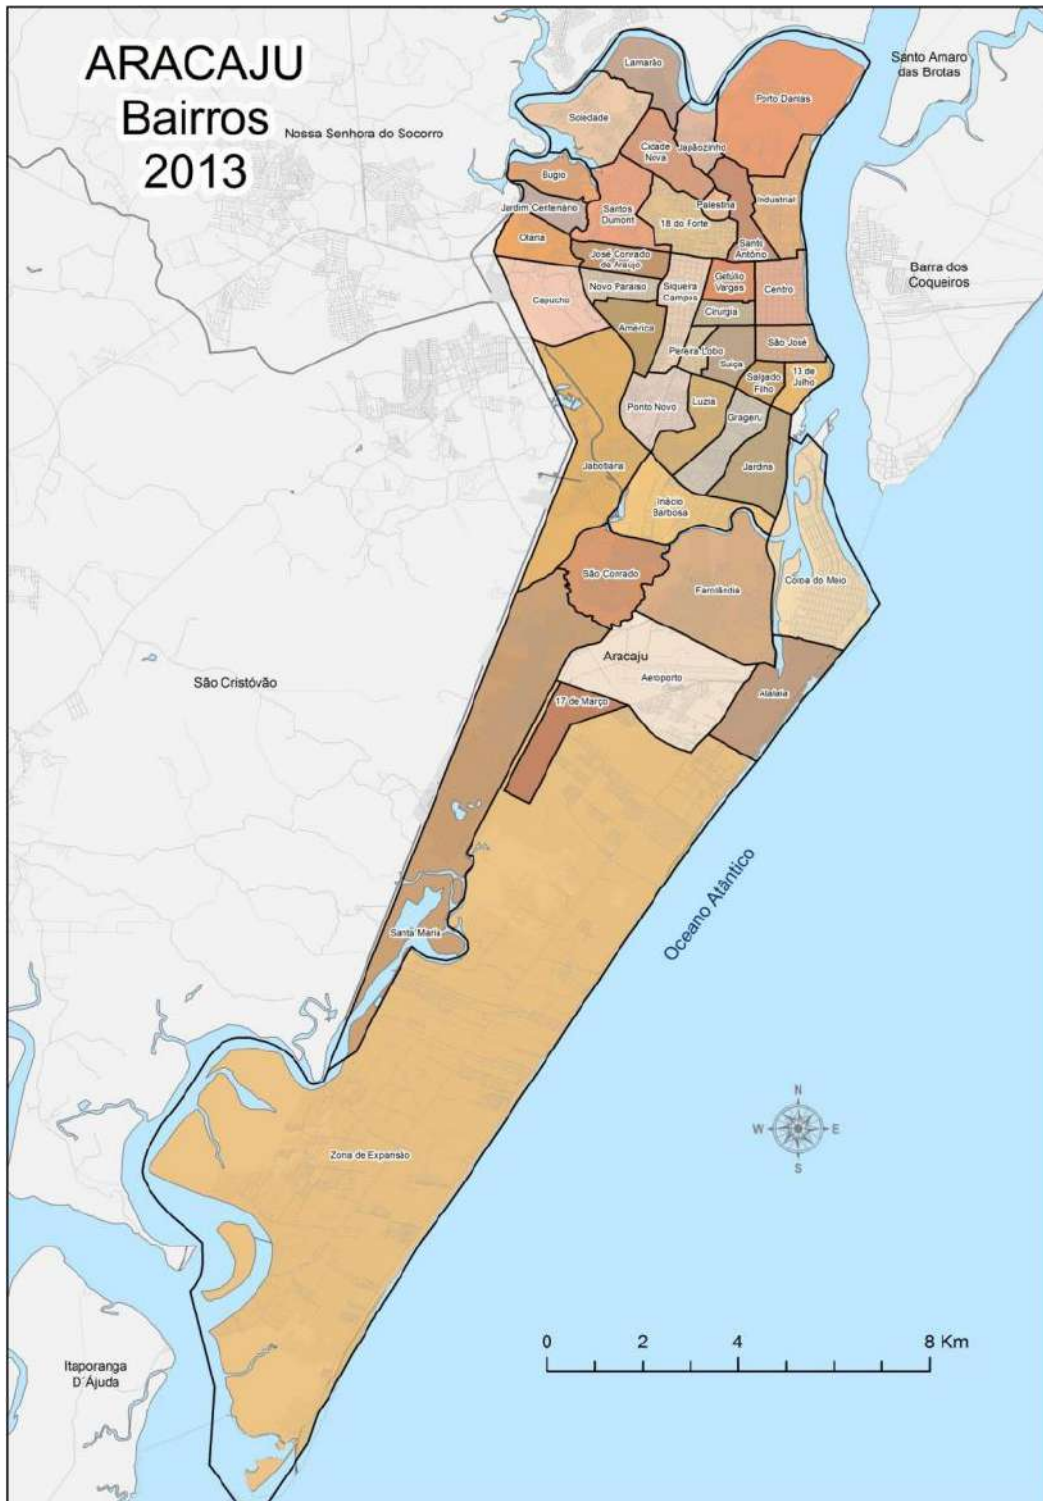 ARACAJU
Bairros
2013
Santo Amaro
das Brotas
Nossa Senhora do Socorro
Lamarão
Porto Dantas
Soledade
Cidade
Nova
Japãozinho
Bugio
Jardim Centenário
Santos
Dumont
Palestina
Industrial
18 do Forte
Olaria
José Conrado
de Araújo
Santo
Antônio
Barra dos
Coqueiros
Capucho
Novo Paraíso
Siqueira
Campos
Getúlio
Vargas
Centro
Cirurgia
América
Pereira Lobo
São José
Suíça
Salgado
Filho
13 de
Julho
Ponto Novo
Luzia
Grageru
Jabotiana
Jardins
Inácio
Barbosa
São Conrado
Farolândia
Coroa do Meio
Aracaju
Aeroporto
São Cristóvão
17 de Março
Atalaia
Oceano Atlântico
Santa Maria
N
W
E
S
Zona de Expansão
0 2 4 8 Km
Itaporanga
D´Ájuda